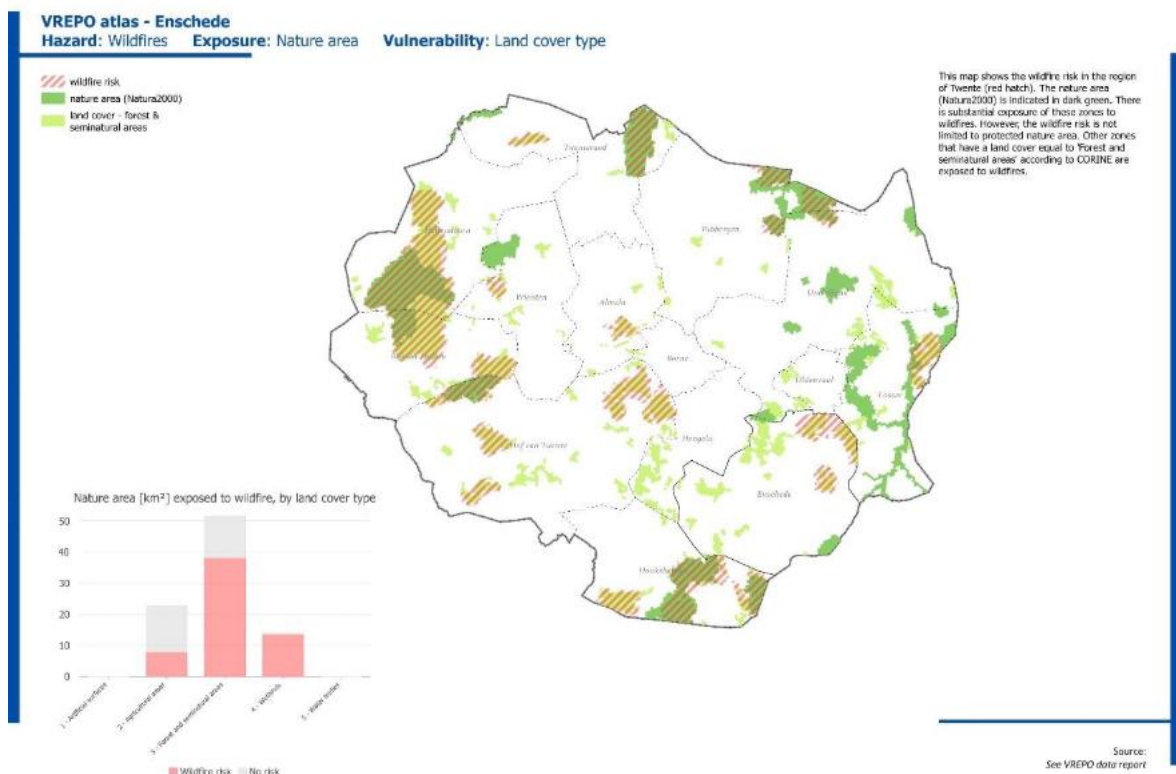 VREPO atlas - Enschede
Hazard: Wildfires Exposure: Nature area Vulnerability: Land cover type
wildfire risk
nature area (Natura2000)
land cover - forest &
seminatural areas
This map shows the wildfire risk in the region
of Twente (red hatch). The nature area
(Natura2000) is indicated in dark green. There
is substantial exposure of these zones to
wildfires. However, the wildfire risk is not
limited to protected nature area. Other zones
that have a land cover equal to 'Forest and
seminatural areas' according to CORINE are
exposed to wildfires.
Twenterand
Tubbergen
Wierden
Almelo
Borne
Oldenzaal
Losser
Hof van Twente
Hengelo
Enschede
Nature area [km²] exposed to wildfire, by land cover type
50
40
30
20
10
0
1 - Artificial surfaces
2 - Agricultural areas
3 - Forest and seminatural areas
4 - Wetlands
5 - Water bodies
Wildfire risk No risk
Source:
See VREPO data report